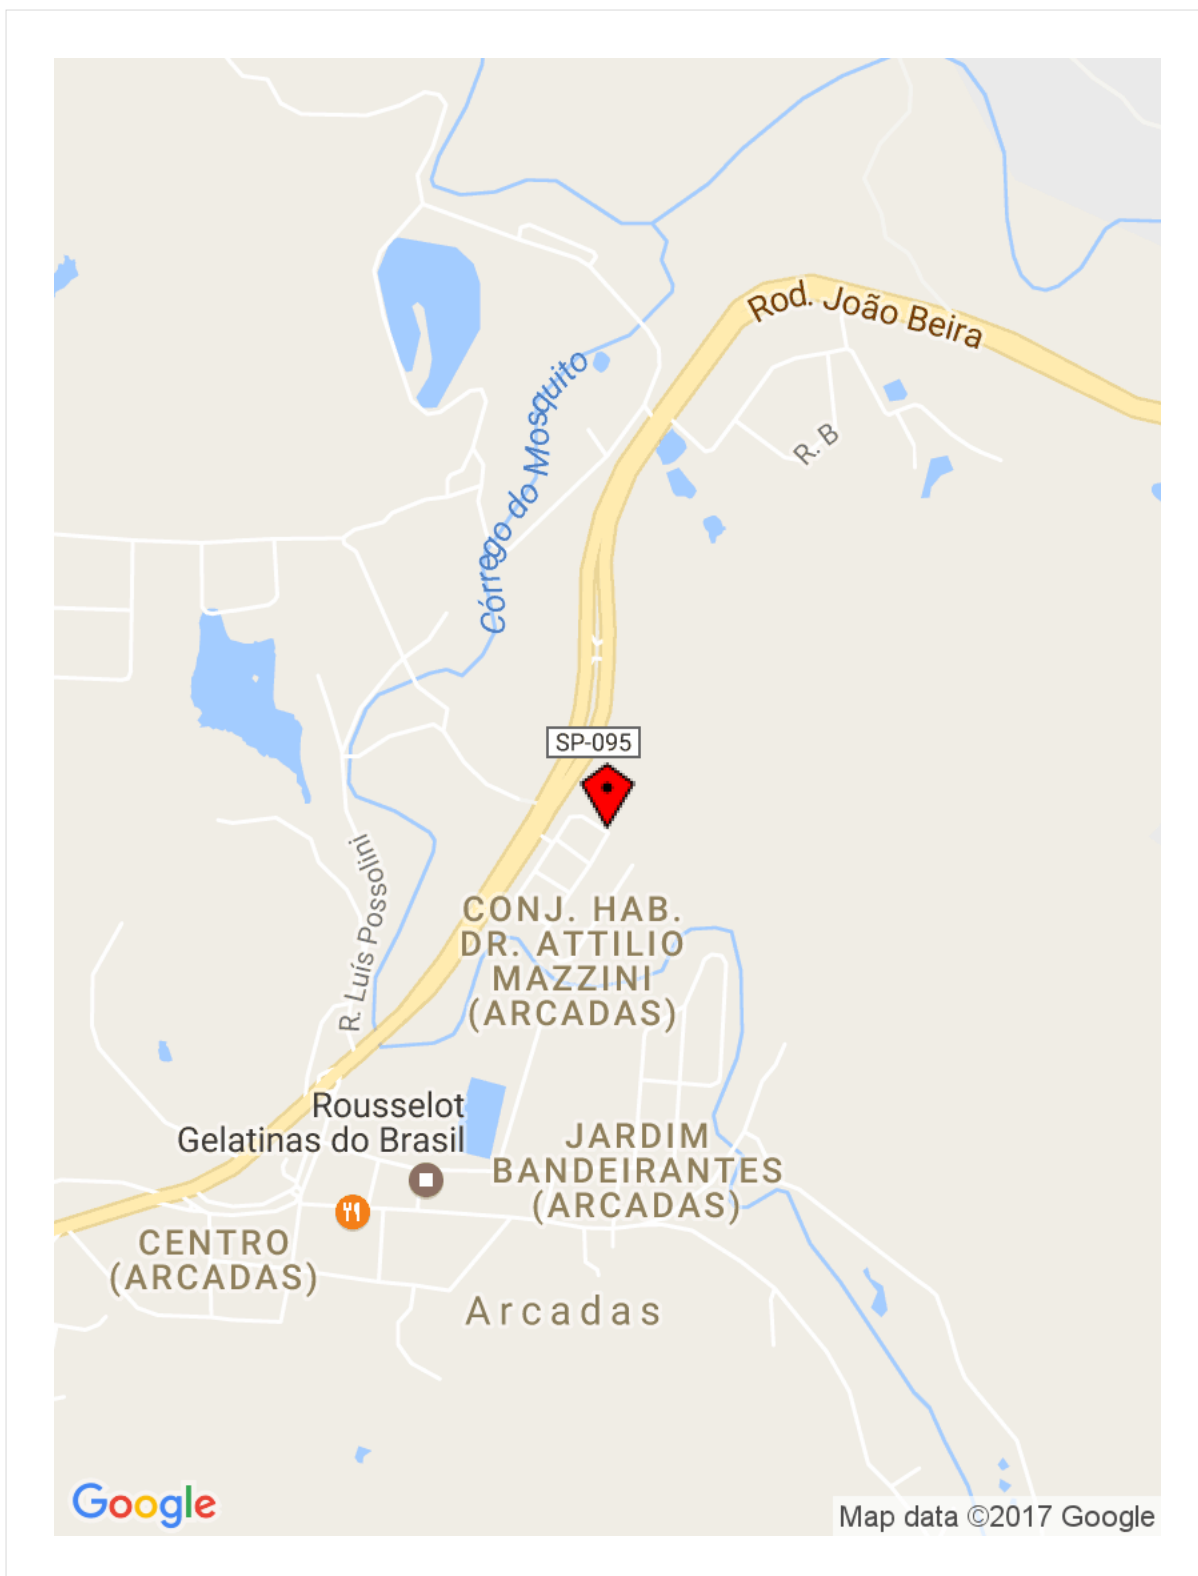 Rod. João Beira
R. B
Córrego do Mosquito
SP-095
R. Luís Possolini
CONJ. HAB.
DR. ATTILIO
MAZZINI
(ARCADAS)
Rousselot
Gelatinas do Brasil
JARDIM
BANDEIRANTES
(ARCADAS)
CENTRO
(ARCADAS)
Arcadas
Google
Map data ©2017 Google